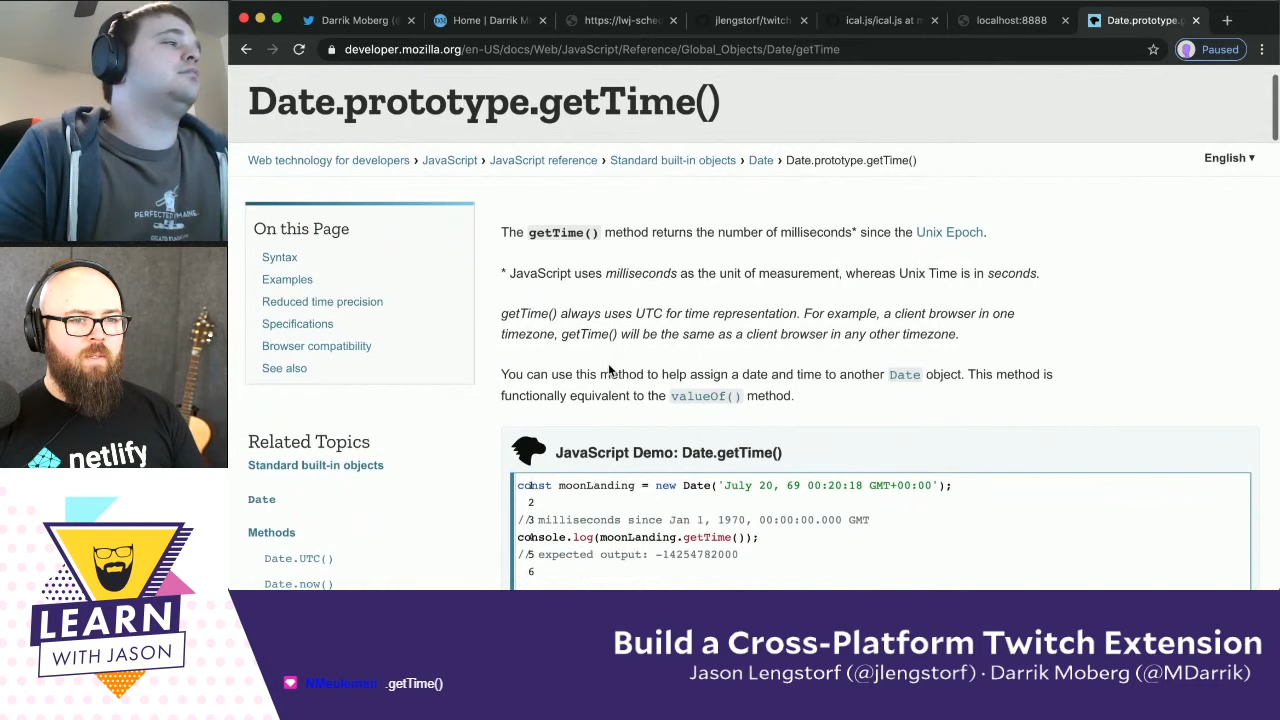 Darrik Moberg (@
Home | Darrik M
https://lwj-sched
jlengstorf/twitch
ical.js/ical.js at m
localhost:8888
Date.prototype.g
developer.mozilla.org/en-US/docs/Web/JavaScript/Reference/Global_Objects/Date/getTime
Paused
Date.prototype.getTime()
Web technology for developers › JavaScript › JavaScript reference › Standard built-in objects › Date › Date.prototype.getTime()
English ▾
On this Page
Syntax
Examples
Reduced time precision
Specifications
Browser compatibility
See also
Related Topics
Standard built-in objects
Date
Methods
Date.UTC()
Date.now()
The getTime() method returns the number of milliseconds* since the Unix Epoch.
* JavaScript uses milliseconds as the unit of measurement, whereas Unix Time is in seconds.
getTime() always uses UTC for time representation. For example, a client browser in one
timezone, getTime() will be the same as a client browser in any other timezone.
You can use this method to help assign a date and time to another Date object. This method is
functionally equivalent to the valueOf() method.
JavaScript Demo: Date.getTime()
const moonLanding = new Date('July 20, 69 00:20:18 GMT+00:00');
2
// milliseconds since Jan 1, 1970, 00:00:00.000 GMT
console.log(moonLanding.getTime());
// expected output: -14254782000
6
netlify
LEARN
WITH JASON
Build a Cross-Platform Twitch Extension
Jason Lengstorf (@jlengstorf) · Darrik Moberg (@MDarrik)
NMeuleman .getTime()